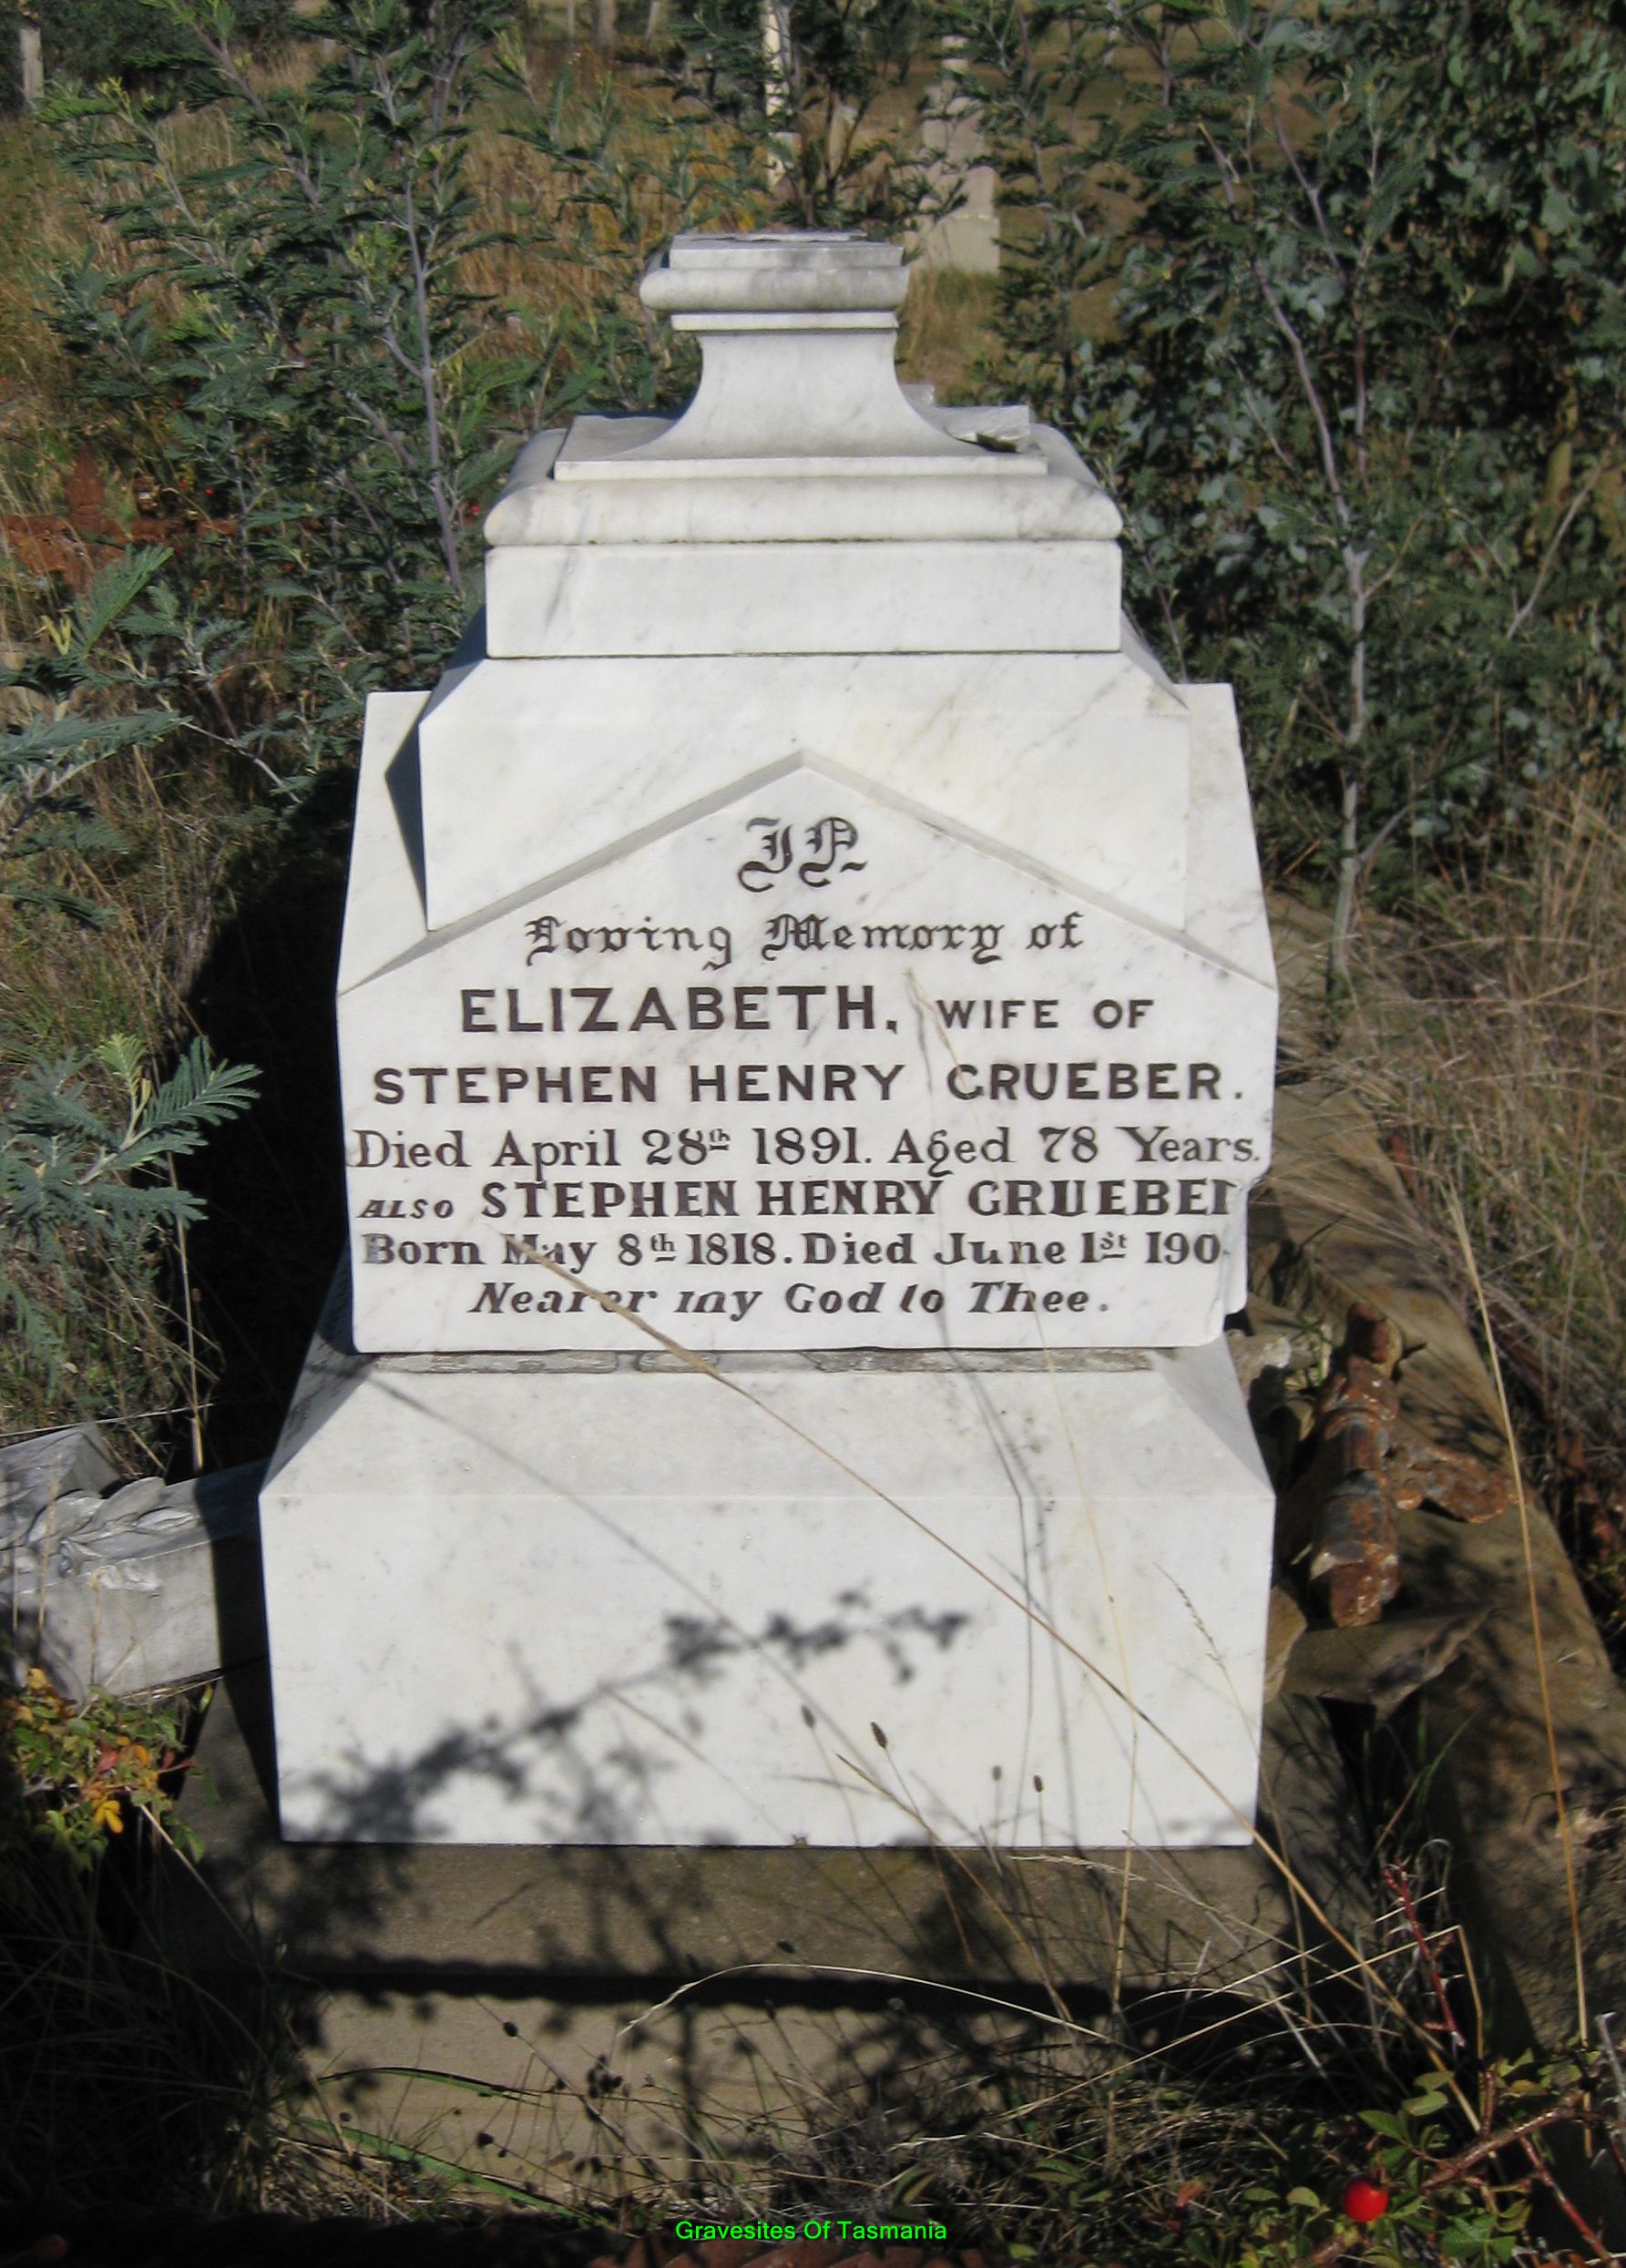 In
Loving Memory of
ELIZABETH, WIFE OF
STEPHEN HENRY GRUEBER.
Died April 28th 1891. Aged 78 Years.
ALSO STEPHEN HENRY GRUEBER
Born May 8th 1818. Died June 1st 190
Nearer my God to Thee.
Gravesites Of Tasmania